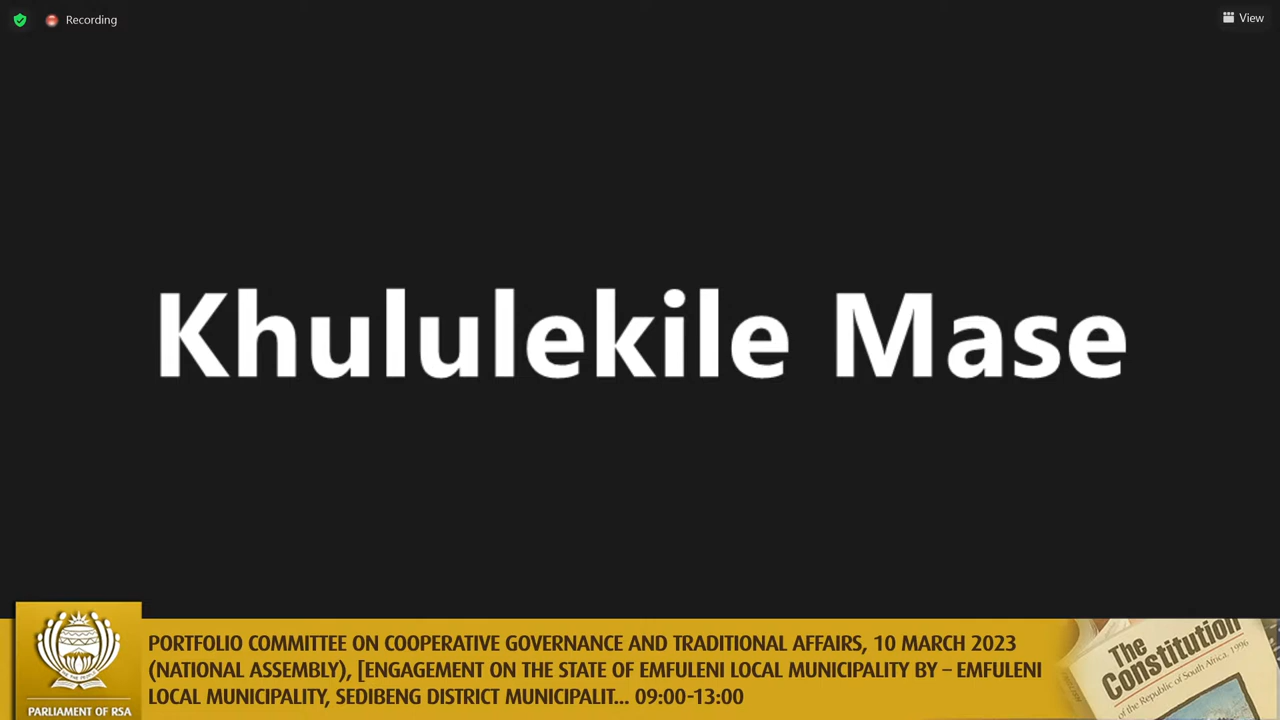 Recording
View
Khululekile Mase
PORTFOLIO COMMITTEE ON COOPERATIVE GOVERNANCE AND TRADITIONAL AFFAIRS, 10 MARCH 2023
(NATIONAL ASSEMBLY), [ENGAGEMENT ON THE STATE OF EMFULENI LOCAL MUNICIPALITY BY – EMFULENI
LOCAL MUNICIPALITY, SEDIBENG DISTRICT MUNICIPALIT... 09:00-13:00
PARLIAMENT OF RSA
The
Constitution
of the Republic of South Africa, 1996